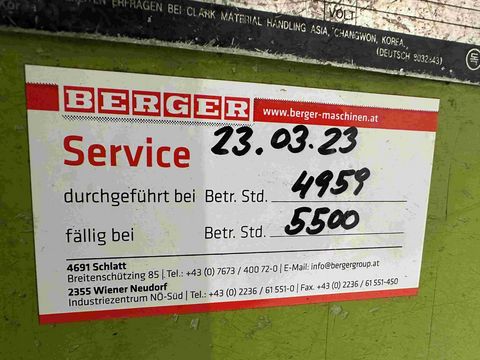 VOLT
ERFUNGEN BEI CLARK MATERIAL HANDLING ASIA, CHANGWON, KOREA.
(DEUTSCH 8032843)
BERGER
www.berger-maschinen.at
Service 23.03.23
durchgeführt bei Betr. Std. 4959
fällig bei Betr. Std. 5500
4691 Schlatt
Breitenschützing 85 | Tel.: +43 (0) 7673 / 400 72-0 | E-Mail: info@bergergroup.at
2355 Wiener Neudorf
Industriezentrum NÖ-Süd | Tel.: +43 (0) 2236 / 61 551-0 | Fax. +43 (0) 2236 / 61 551-450